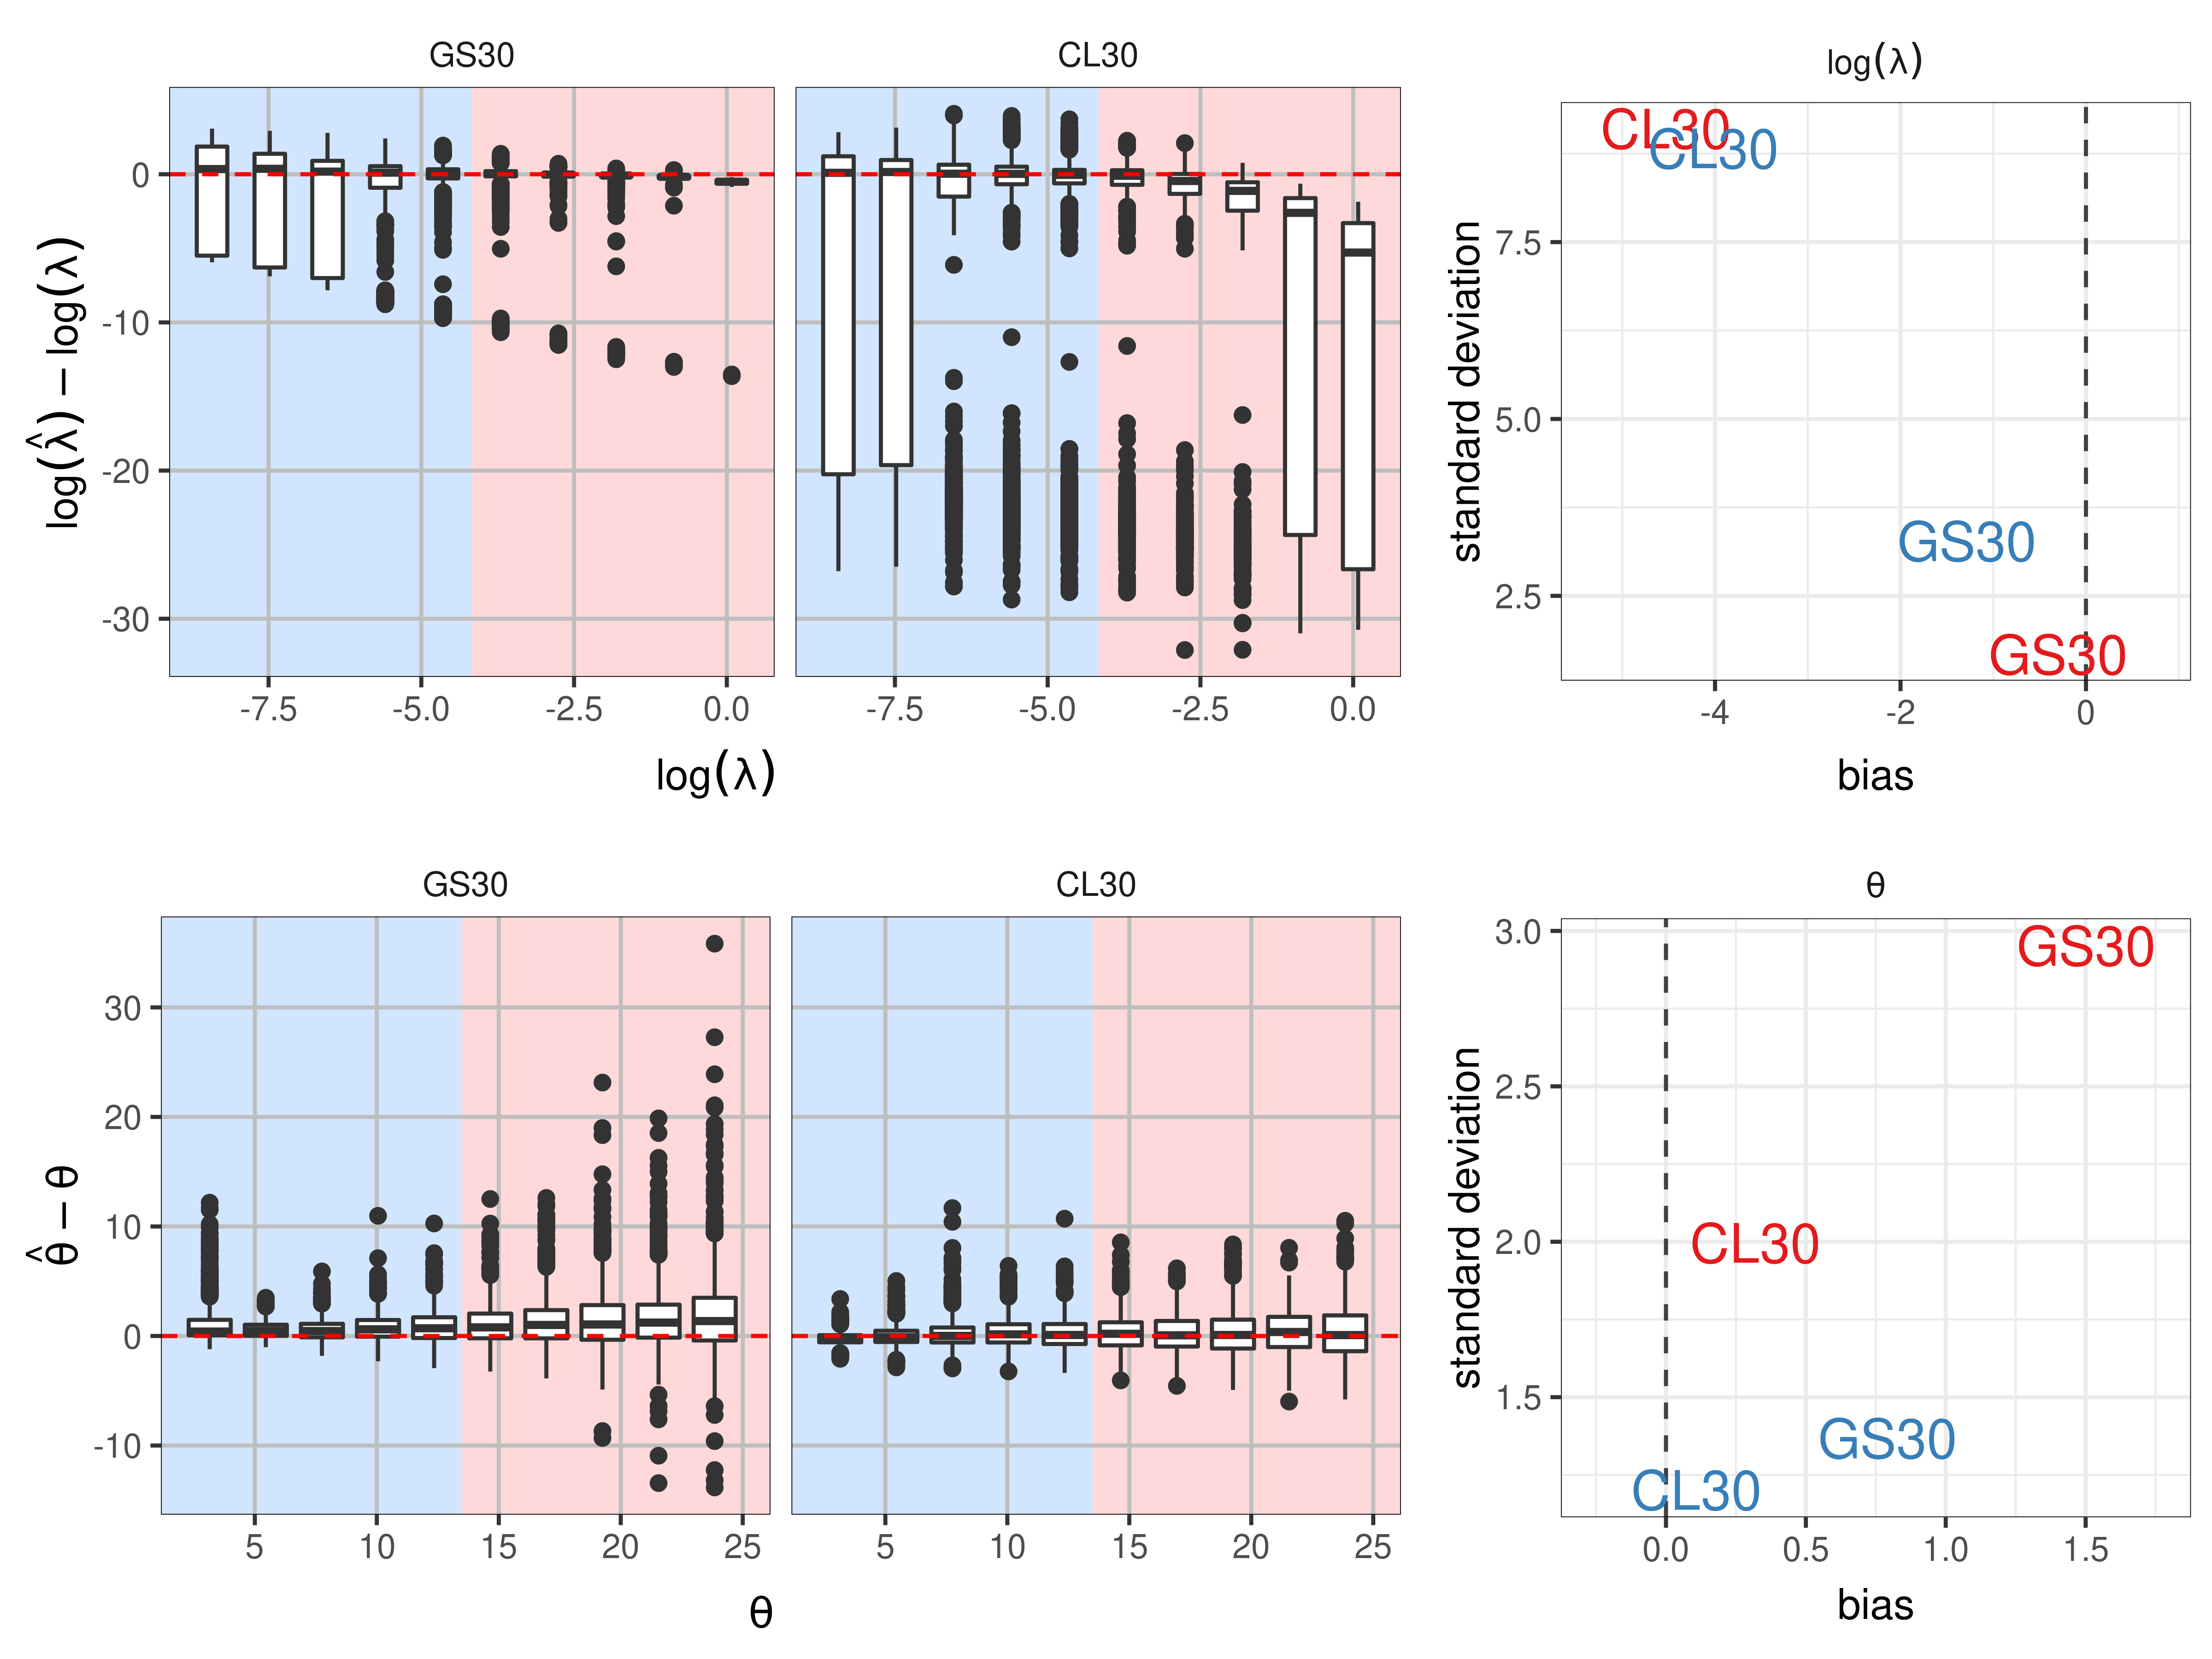 GS30 CL30 log(λ)
log(λ̂) − log(λ)
0
-10
-20
-30
-7.5 -5.0 -2.5 0.0
-7.5 -5.0 -2.5 0.0
log(λ)
standard deviation
7.5
5.0
2.5
CL30
CL30
GS30
GS30
-4 -2 0
bias
GS30 CL30 θ
θ̂ − θ
30
20
10
0
-10
5 10 15 20 25
5 10 15 20 25
θ
standard deviation
3.0
2.5
2.0
1.5
GS30
CL30
GS30
CL30
0.0 0.5 1.0 1.5
bias